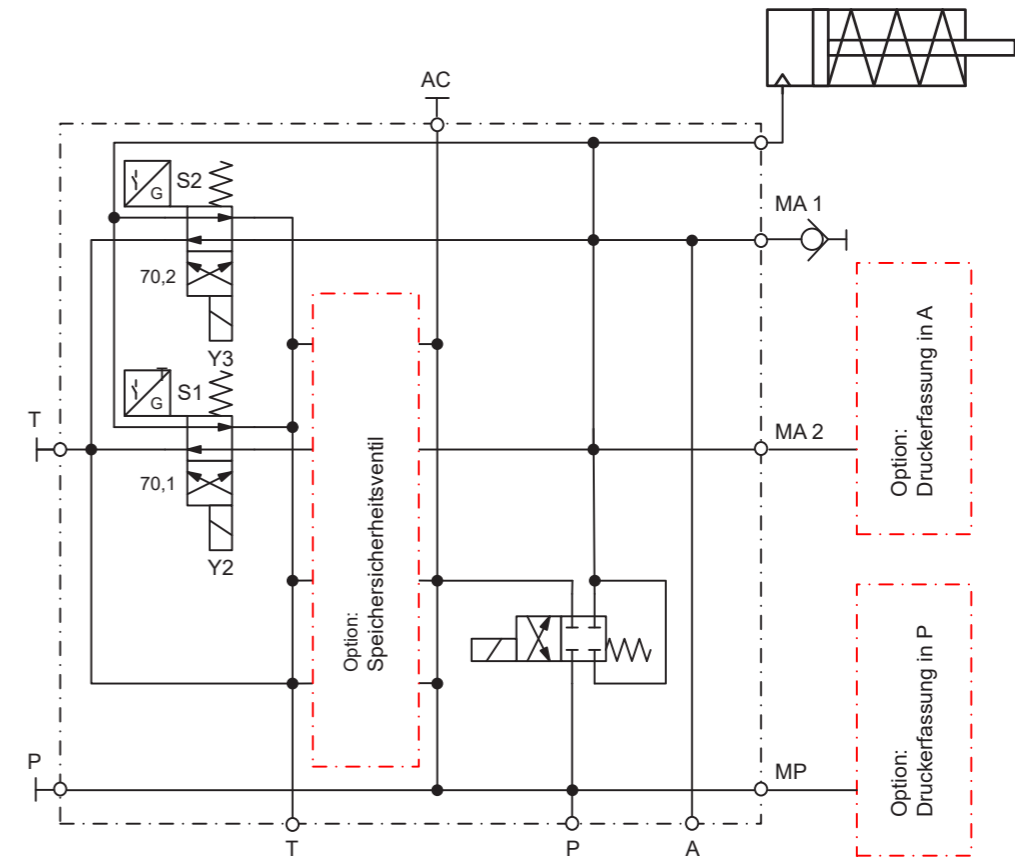 AC
S2
G
MA 1
70,2
Y3
T
S1
G
T
MA 2
70,1
Y2
Option:
Speichersicherheitsventil
Option:
Druckerfassung in A
Option:
Druckerfassung in P
P
MP
T
P
A